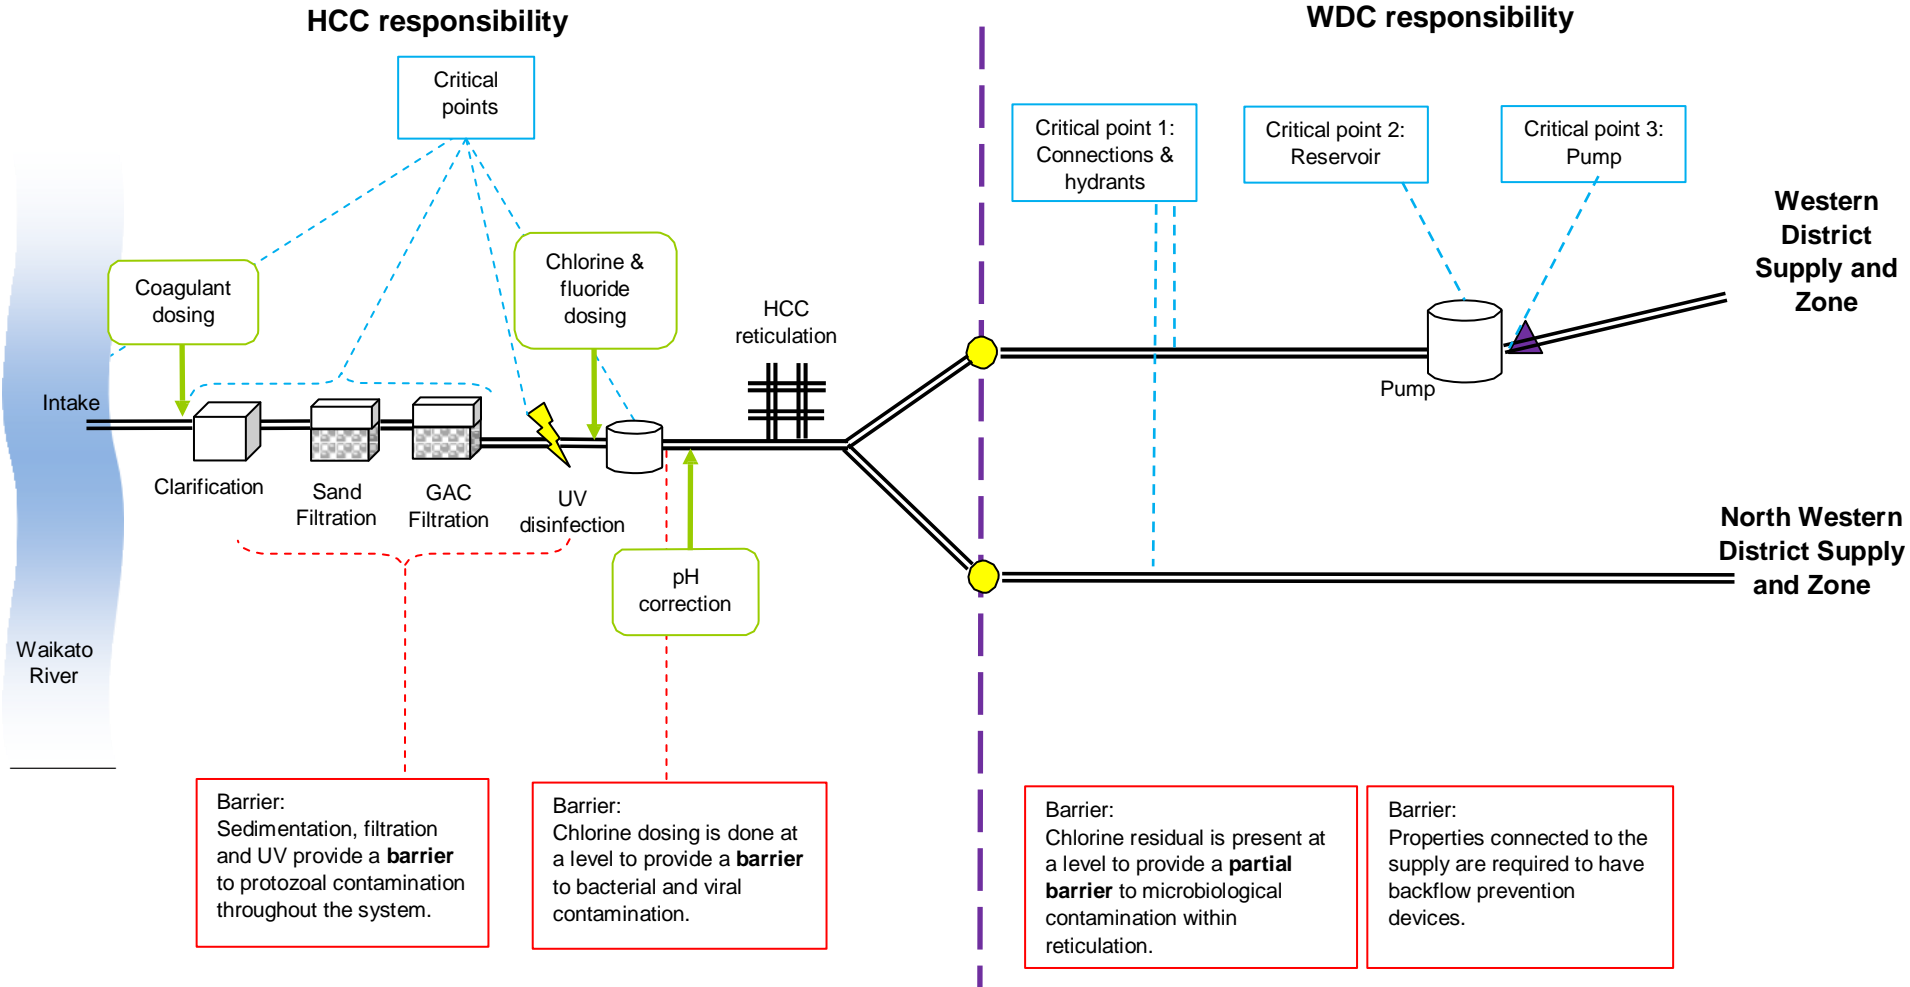 HCC responsibility
WDC responsibility
Critical
points
Critical point 1:
Connections &
hydrants
Critical point 2:
Reservoir
Critical point 3:
Pump
Western
District
Supply and
Zone
Coagulant
dosing
Chlorine &
fluoride
dosing
HCC
reticulation
Intake
Pump
Clarification
Sand
Filtration
GAC
Filtration
UV
disinfection
pH
correction
North Western
District Supply
and Zone
Waikato
River
Barrier:
Sedimentation, filtration
and UV provide a barrier
to protozoal contamination
throughout the system.
Barrier:
Chlorine dosing is done at
a level to provide a barrier
to bacterial and viral
contamination.
Barrier:
Chlorine residual is present at
a level to provide a partial
barrier to microbiological
contamination within
reticulation.
Barrier:
Properties connected to the
supply are required to have
backflow prevention
devices.